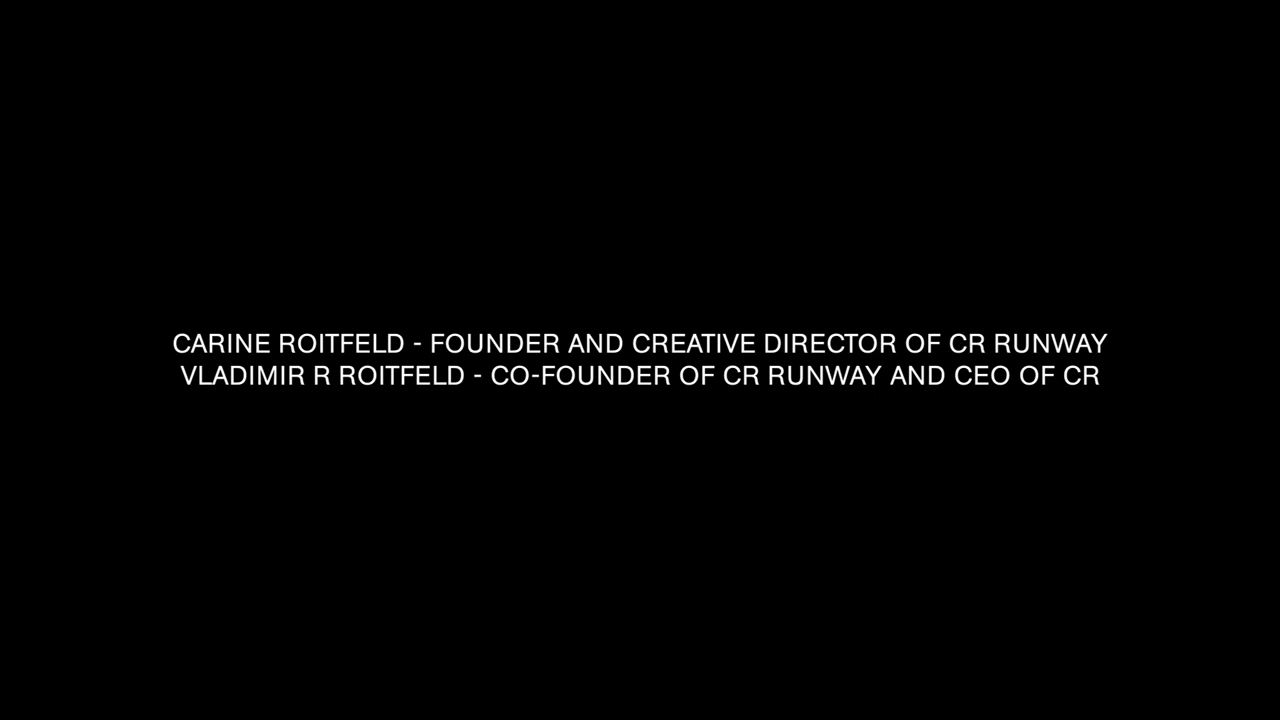 CARINE ROITFELD - FOUNDER AND CREATIVE DIRECTOR OF CR RUNWAY
VLADIMIR R ROITFELD - CO-FOUNDER OF CR RUNWAY AND CEO OF CR